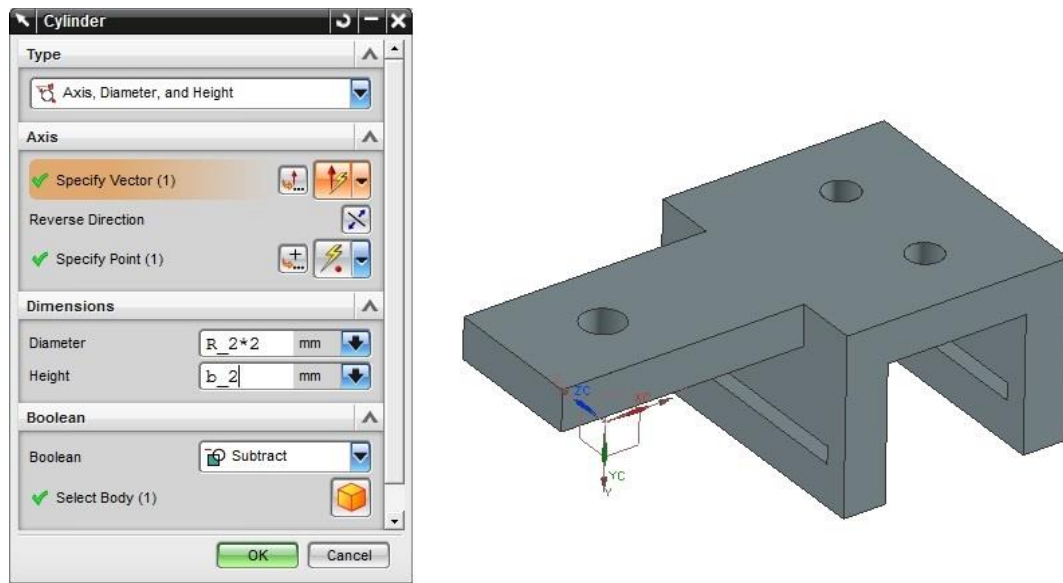 Cylinder
Type
Axis, Diameter, and Height
Axis
Specify Vector (1)
Reverse Direction
Specify Point (1)
Dimensions
Diameter R_2*2 mm
Height b_2 mm
Boolean
Boolean Subtract
Select Body (1)
OK Cancel
ZC
XC
YC
Y